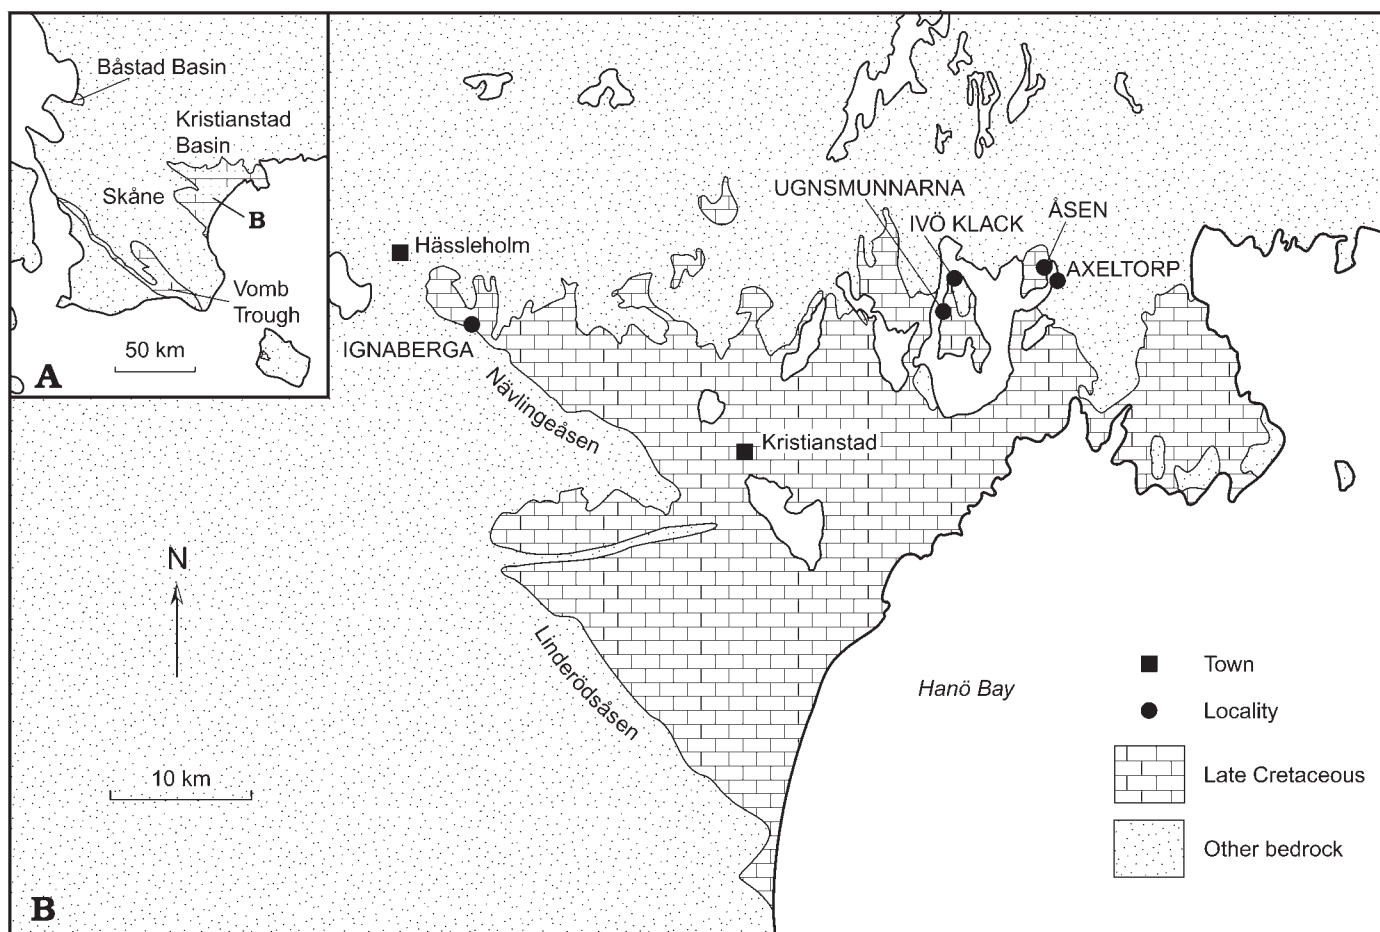 Båstad Basin
Kristianstad
Basin
Skåne
B
Vomb
Trough
50 km
A
UGNSMUNNARNA
IVÖ KLACK
ÅSEN
AXELTORP
Hässleholm
IGNABERGA
Nävlingeåsen
Kristianstad
N
Linderödsåsen
Hanö Bay
10 km
Town
Locality
Late Cretaceous
Other bedrock
B